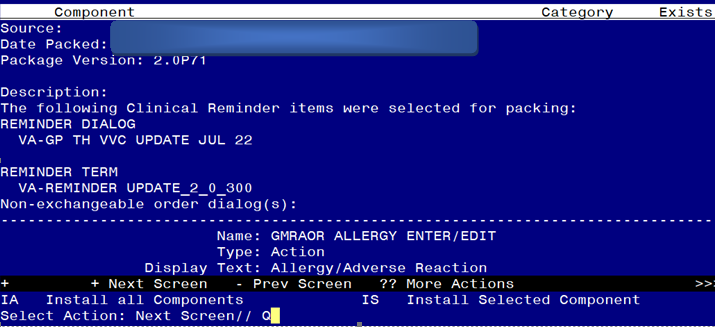 Component Category Exists
Source:
Date Packed:
Package Version: 2.0P71
Description:
The following Clinical Reminder items were selected for packing:
REMINDER DIALOG
VA-GP TH VVC UPDATE JUL 22
REMINDER TERM
VA-REMINDER UPDATE_2_0_300
Non-exchangeable order dialog(s):
Name: GMRAOR ALLERGY ENTER/EDIT
Type: Action
Display Text: Allergy/Adverse Reaction
+ + Next Screen - Prev Screen ?? More Actions >>>
IA Install all Components IS Install Selected Component
Select Action: Next Screen// Q